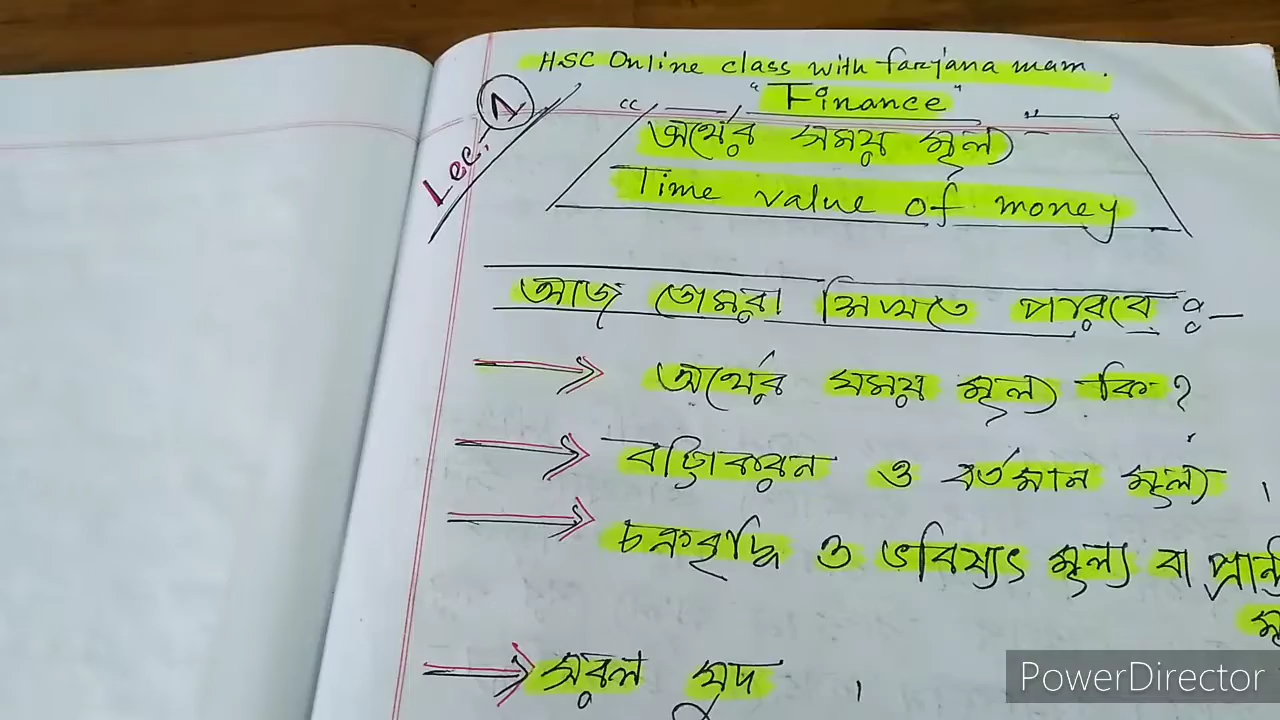 HSC Online class with farjana mam.
"Finance"
Lec: 1
"অর্থের সময় মূল্য"
Time value of money
আজ তোমরা শিখতে পারবে ঃ-
অর্থের সময় মূল্য কি?
বাট্টাকরন ও বর্তমান মূল্য।
চক্রবৃদ্ধি ও ভবিষ্যৎ মূল্য বা
সরল সুদ।
PowerDirector